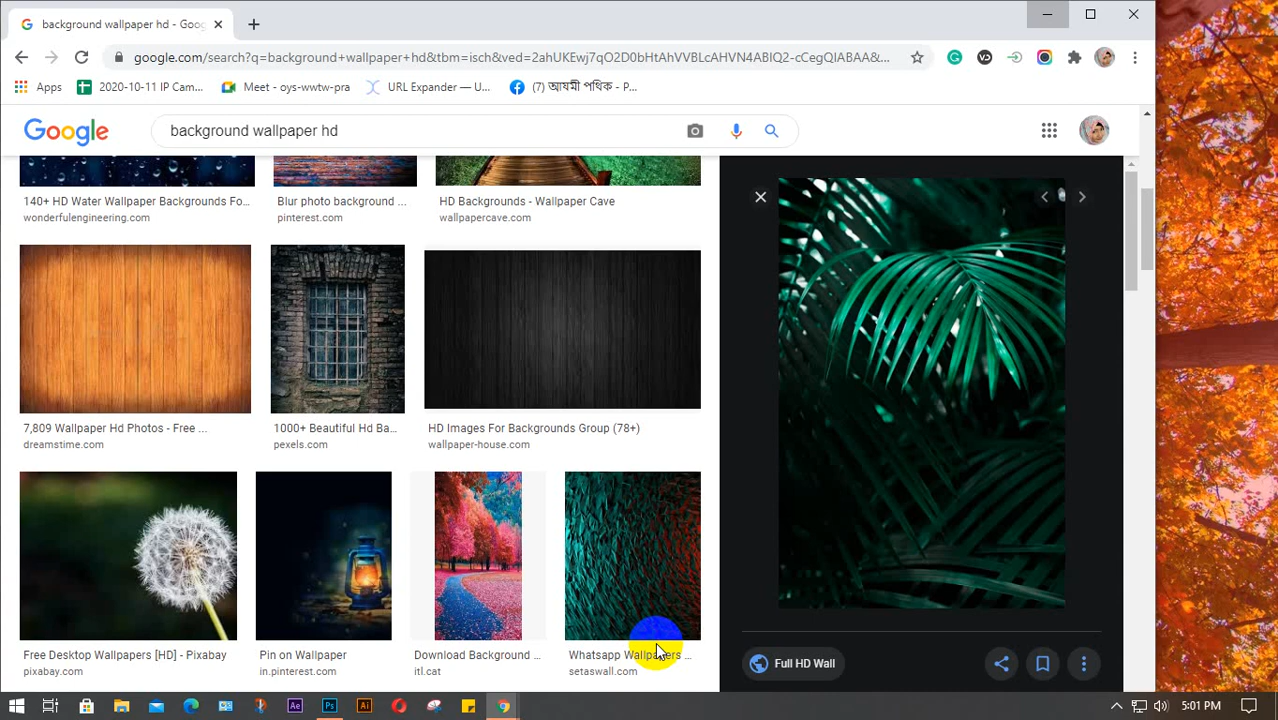 background wallpaper hd - Goo
google.com/search?q=background+wallpaper+hd&tbm=isch&ved=2ahUKEwj7qO2D0bHtAhVVBLcAHVN4ABIQ2-cCegQIABAA&...
Apps
2020-10-11 IP Cam...
Meet - oys-wwtw-pra
URL Expander — U...
(7) আযমী পথিক - P...
Google
background wallpaper hd
140+ HD Water Wallpaper Backgrounds Fo...
wonderfulengineering.com
Blur photo background ...
pinterest.com
HD Backgrounds - Wallpaper Cave
wallpapercave.com
7,809 Wallpaper Hd Photos - Free ...
dreamstime.com
1000+ Beautiful Hd Ba...
pexels.com
HD Images For Backgrounds Group (78+)
wallpaper-house.com
Free Desktop Wallpapers [HD] - Pixabay
pixabay.com
Pin on Wallpaper
in.pinterest.com
Download Background ...
itl.cat
Whatsapp Wallpapers ...
setaswall.com
Full HD Wall
Ae
Ps
Ai
5:01 PM